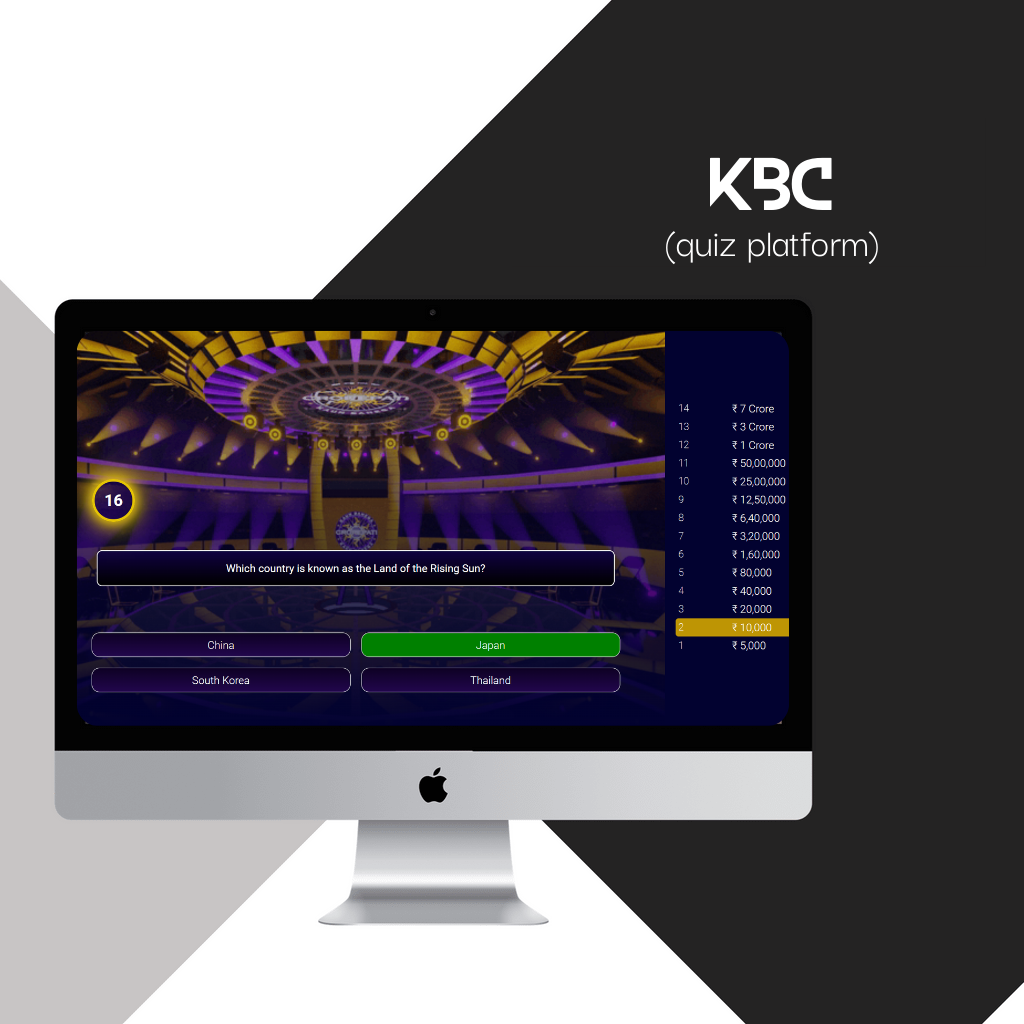 KBC
(quiz platform)
CROREPATI
16
Which country is known as the Land of the Rising Sun?
China
Japan
South Korea
Thailand
14 ₹ 7 Crore
13 ₹ 3 Crore
12 ₹ 1 Crore
11 ₹ 50,00,000
10 ₹ 25,00,000
9 ₹ 12,50,000
8 ₹ 6,40,000
7 ₹ 3,20,000
6 ₹ 1,60,000
5 ₹ 80,000
4 ₹ 40,000
3 ₹ 20,000
2 ₹ 10,000
1 ₹ 5,000